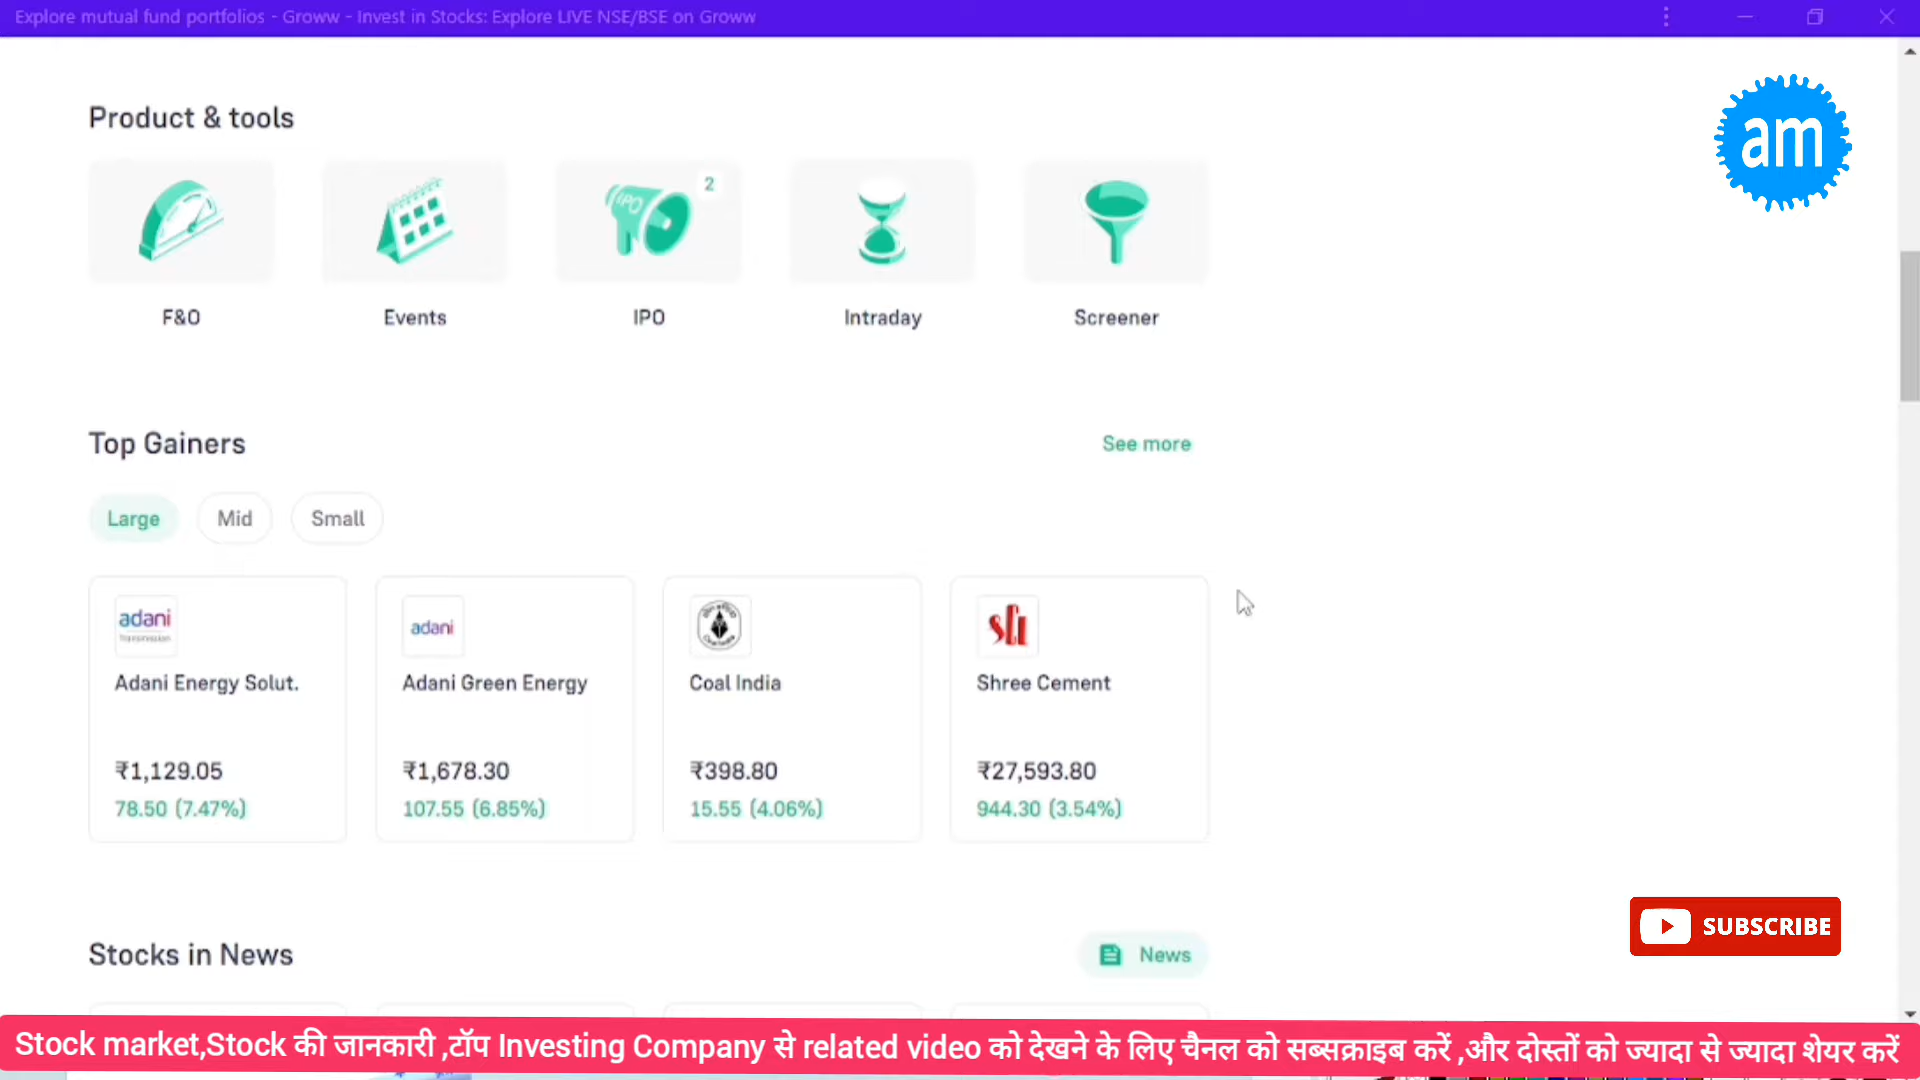 Explore mutual fund portfolios - Groww - Invest in Stocks: Explore LIVE NSE/BSE on Groww
am
Product & tools
IPO
2
F&O
Events
IPO
Intraday
Screener
Top Gainers
See more
Large
Mid
Small
adani
adani
Adani Energy Solut.
Adani Green Energy
Coal India
Shree Cement
₹1,129.05
₹1,678.30
₹398.80
₹27,593.80
78.50 (7.47%)
107.55 (6.85%)
15.55 (4.06%)
944.30 (3.54%)
SUBSCRIBE
Stocks in News
News
Stock market,Stock की जानकारी ,टॉप Investing Company से related video को देखने के लिए चैनल को सब्सक्राइब करें ,और दोस्तों को ज्यादा से ज्यादा शेयर करें